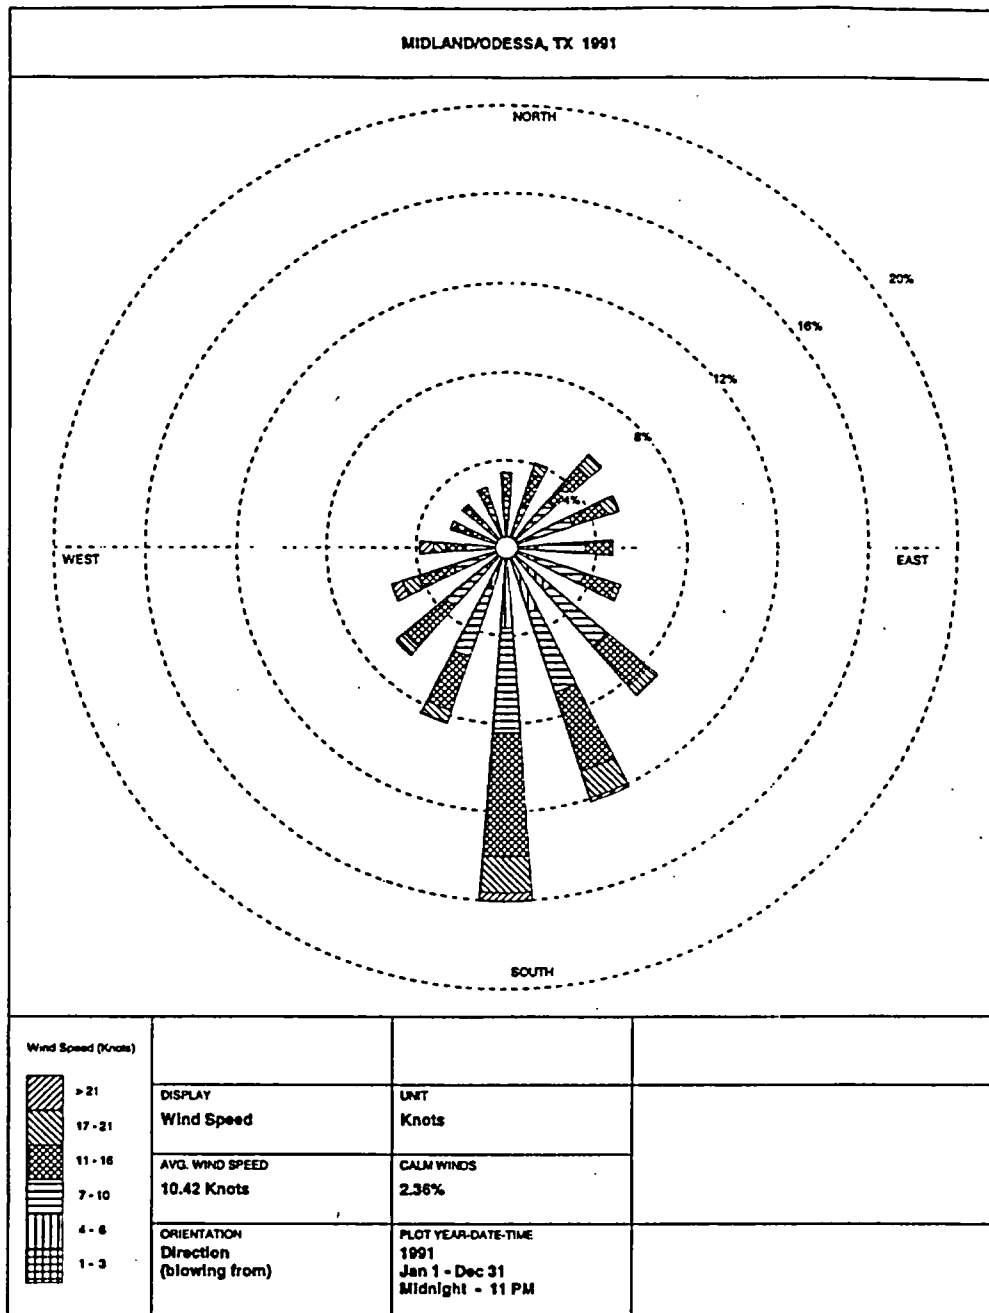 MIDLAND/ODESSA, TX 1991
NORTH
20%
16%
12%
8%
4%
WEST
EAST
SOUTH
Wind Speed (Knots)
> 21
17 - 21
11 - 16
7 - 10
4 - 6
1 - 3
DISPLAY
Wind Speed
UNIT
Knots
AVG. WIND SPEED
10.42 Knots
CALM WINDS
2.36%
ORIENTATION
Direction
(blowing from)
PLOT YEAR-DATE-TIME
1991
Jan 1 - Dec 31
Midnight - 11 PM